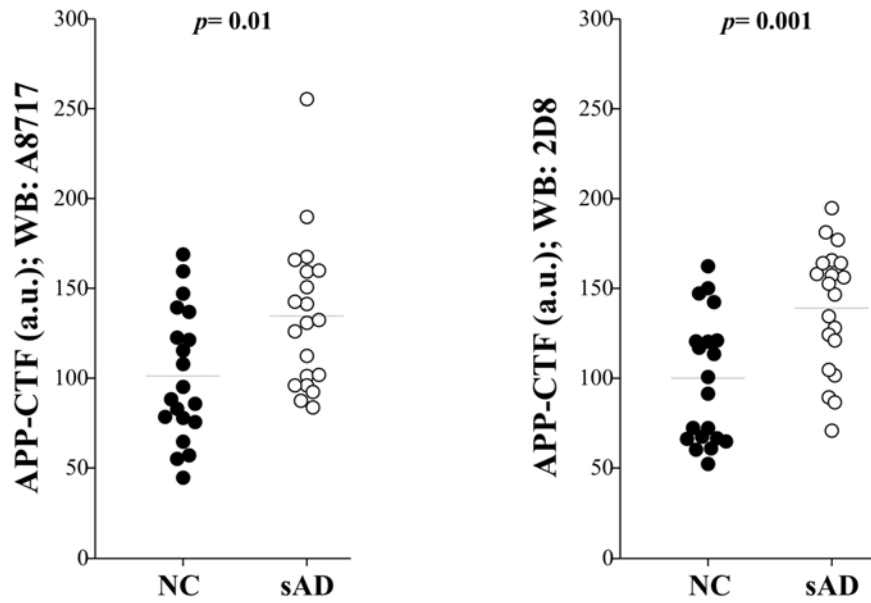 APP-CTF (a.u.); WB: A8717
p= 0.01
300
250
200
150
100
50
0
NC
sAD
APP-CTF (a.u.); WB: 2D8
p= 0.001
300
250
200
150
100
50
0
NC
sAD